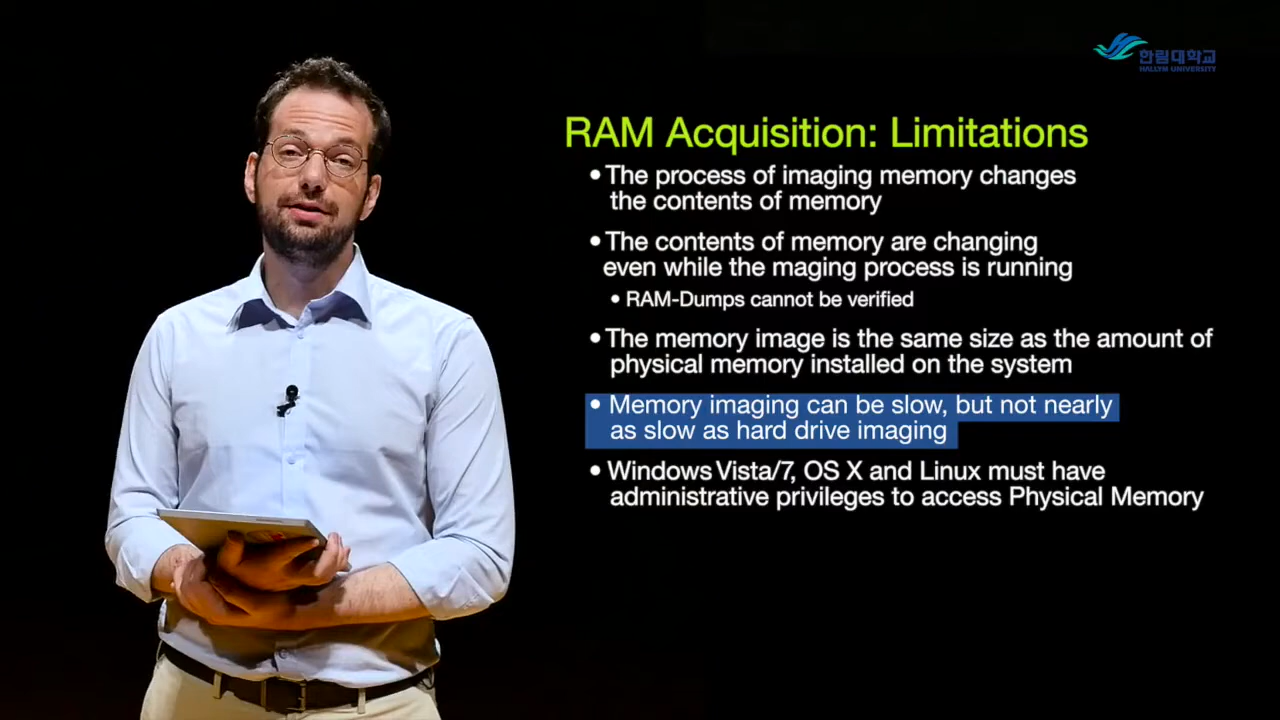 한림대학교
HALLYM UNIVERSITY
RAM Acquisition: Limitations
• The process of imaging memory changes
the contents of memory
• The contents of memory are changing
even while the maging process is running
• RAM-Dumps cannot be verified
• The memory image is the same size as the amount of
physical memory installed on the system
• Memory imaging can be slow, but not nearly
as slow as hard drive imaging
• Windows Vista/7, OS X and Linux must have
administrative privileges to access Physical Memory